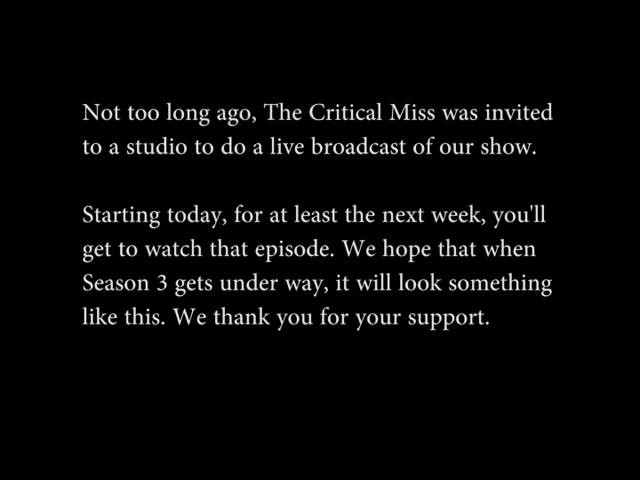 Not too long ago, The Critical Miss was invited
to a studio to do a live broadcast of our show.
Starting today, for at least the next week, you'll
get to watch that episode. We hope that when
Season 3 gets under way, it will look something
like this. We thank you for your support.